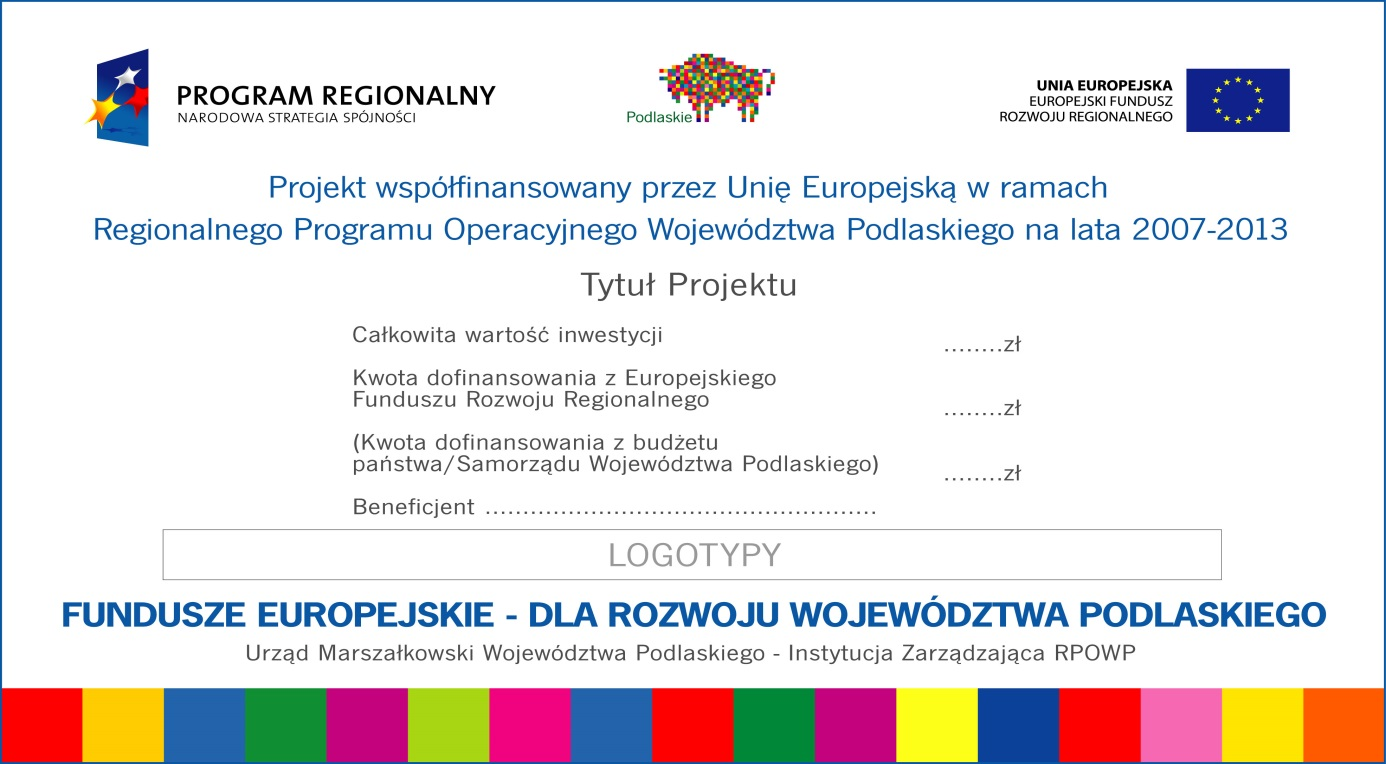 PROGRAM REGIONALNY
NARODOWA STRATEGIA SPÓJNOŚCI
Podlaskie
UNIA EUROPEJSKA
EUROPEJSKI FUNDUSZ
ROZWOJU REGIONALNEGO
Projekt współfinansowany przez Unię Europejską w ramach
Regionalnego Programu Operacyjnego Województwa Podlaskiego na lata 2007-2013
Tytuł Projektu
Całkowita wartość inwestycji ........zł
Kwota dofinansowania z Europejskiego
Funduszu Rozwoju Regionalnego ........zł
(Kwota dofinansowania z budżetu
państwa/Samorządu Województwa Podlaskiego) ........zł
Beneficjent ....................................................
LOGOTYPY
FUNDUSZE EUROPEJSKIE - DLA ROZWOJU WOJEWÓDZTWA PODLASKIEGO
Urząd Marszałkowski Województwa Podlaskiego - Instytucja Zarządzająca RPOWP